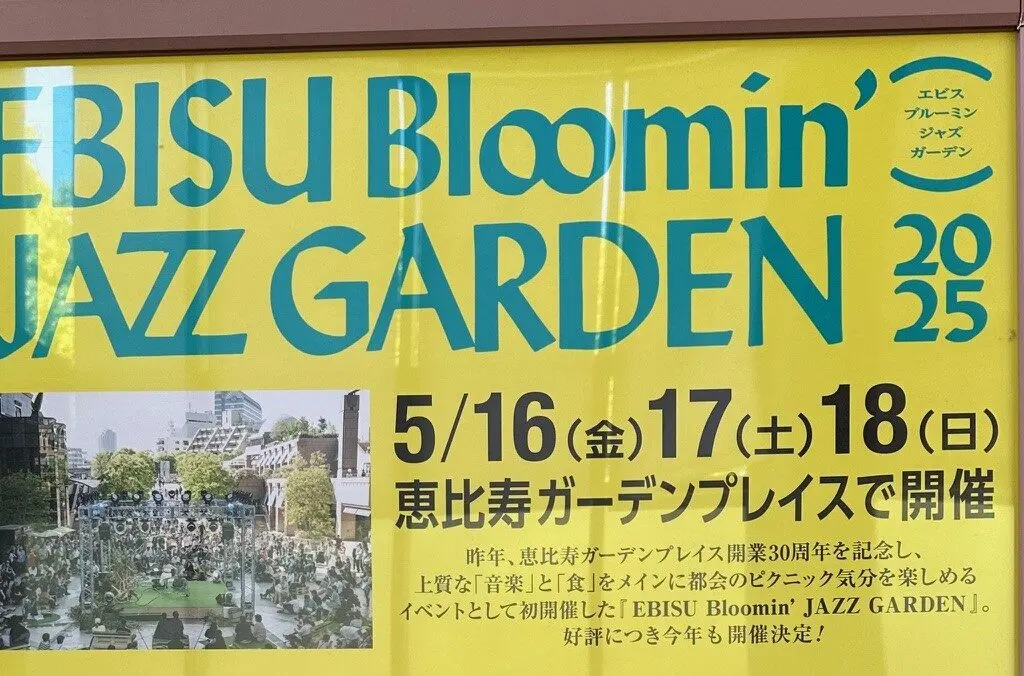 EBISU Bloomin'
エビス
ブルーミン
ジャズ
ガーデン
JAZZ GARDEN
20
25
5/16(金)17(土)18(日)
恵比寿ガーデンプレイスで開催
昨年、恵比寿ガーデンプレイス開業30周年を記念し、
上質な「音楽」と「食」をメインに都会のピクニック気分を楽しめる
イベントとして初開催した『EBISU Bloomin' JAZZ GARDEN』。
好評につき今年も開催決定!